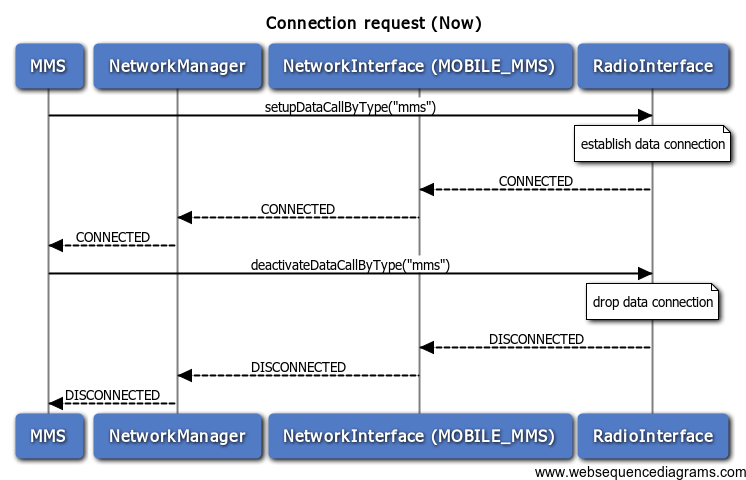 Connection request (Now)
MMS NetworkManager NetworkInterface (MOBILE_MMS) RadioInterface
setupDataCallByType("mms")
establish data connection
CONNECTED
CONNECTED
CONNECTED
deactivateDataCallByType("mms")
drop data connection
DISCONNECTED
DISCONNECTED
DISCONNECTED
MMS NetworkManager NetworkInterface (MOBILE_MMS) RadioInterface
www.websequencediagrams.com